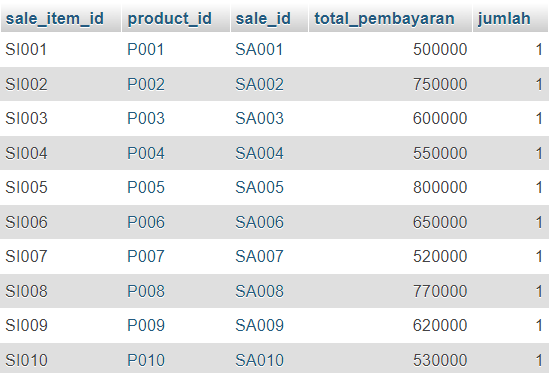 sale_item_id product_id sale_id total_pembayaran jumlah
SI001 P001 SA001 500000 1
SI002 P002 SA002 750000 1
SI003 P003 SA003 600000 1
SI004 P004 SA004 550000 1
SI005 P005 SA005 800000 1
SI006 P006 SA006 650000 1
SI007 P007 SA007 520000 1
SI008 P008 SA008 770000 1
SI009 P009 SA009 620000 1
SI010 P010 SA010 530000 1